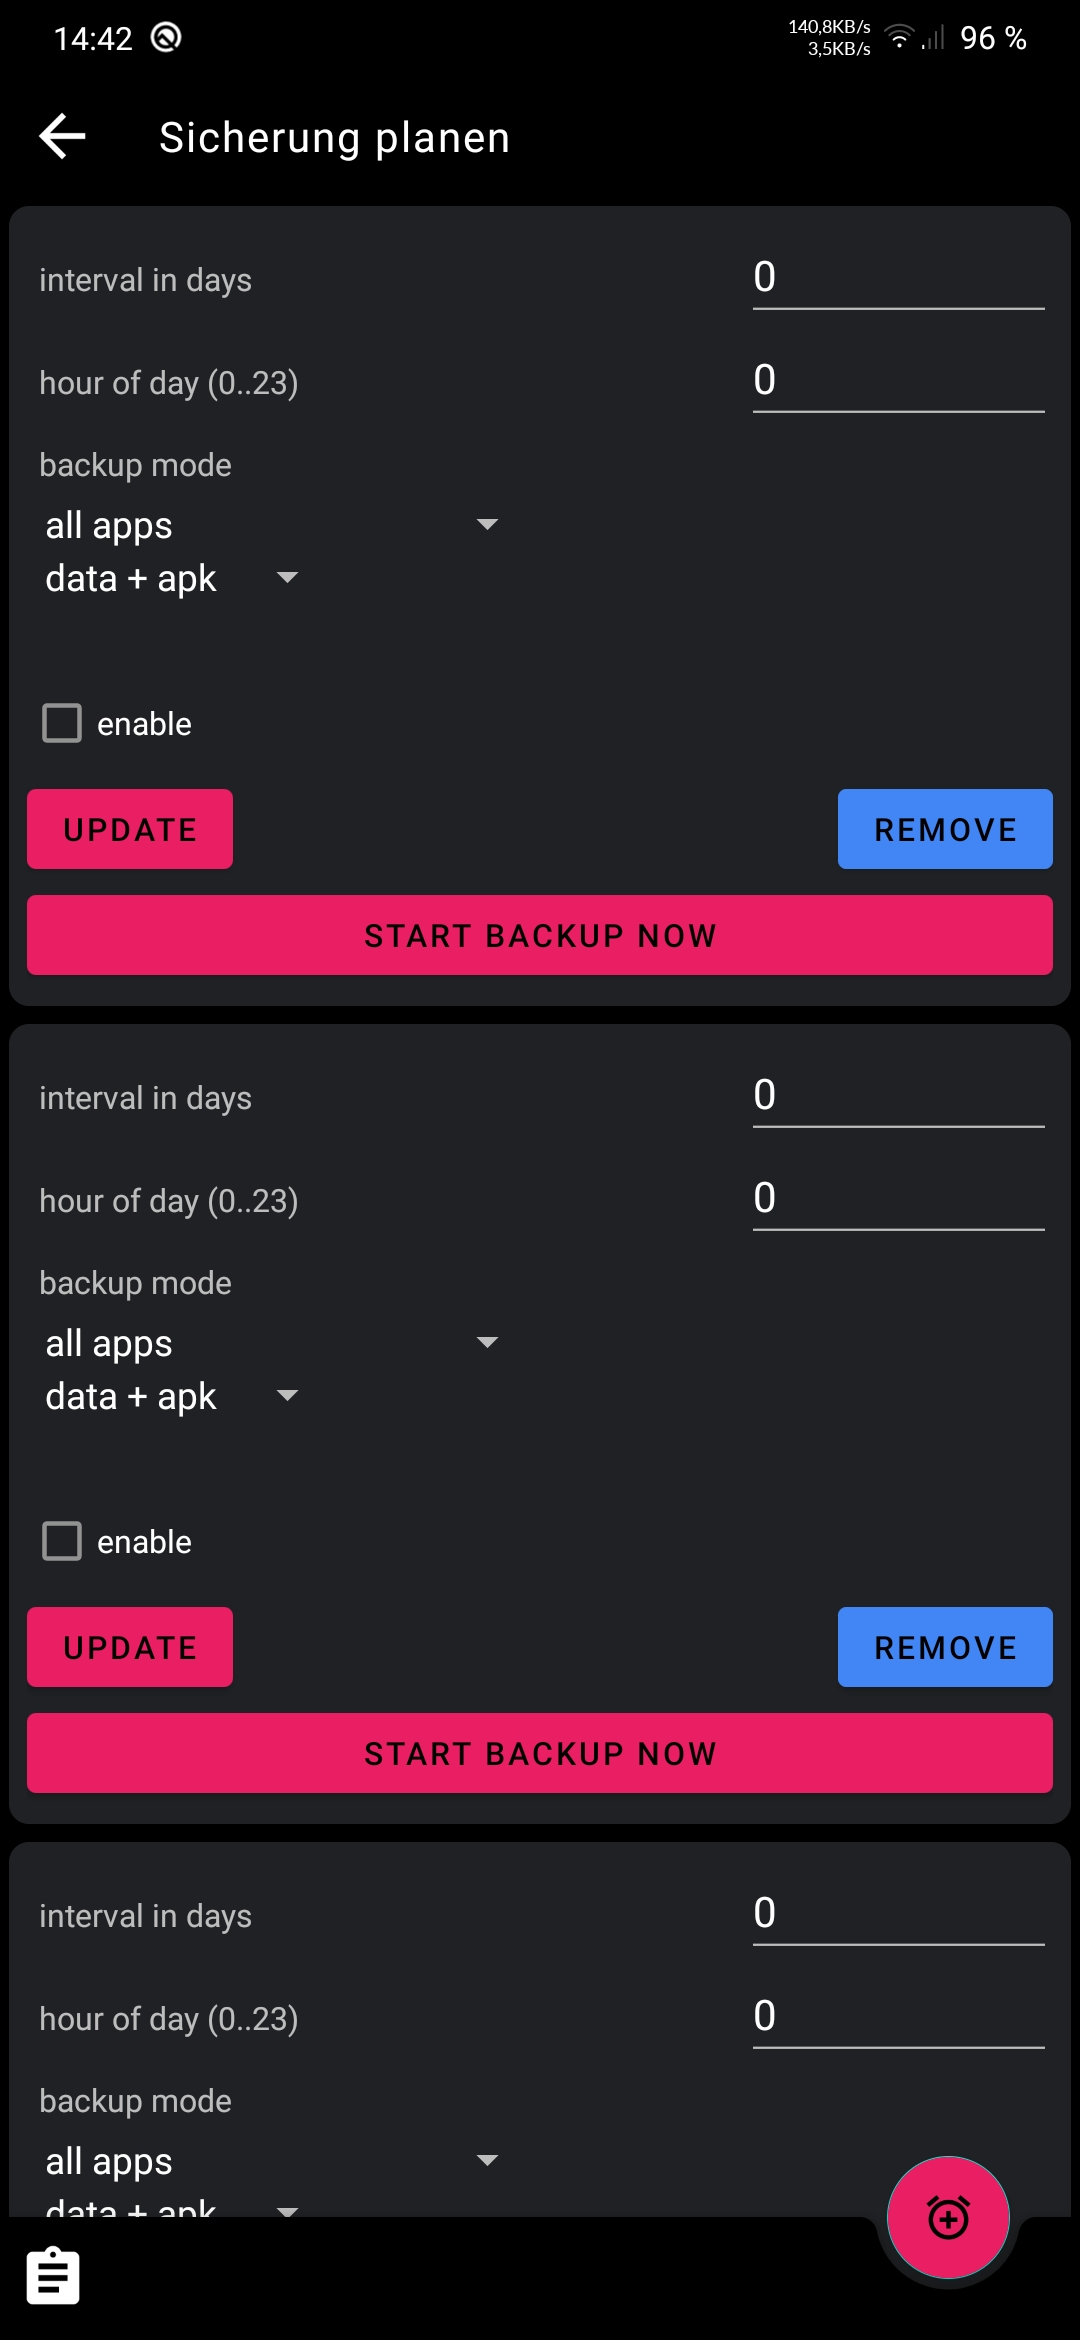 14:42
140,8KB/s
3,5KB/s
96 %
Sicherung planen
interval in days
0
hour of day (0..23)
0
backup mode
all apps
data + apk
enable
UPDATE
REMOVE
START BACKUP NOW
interval in days
0
hour of day (0..23)
0
backup mode
all apps
data + apk
enable
UPDATE
REMOVE
START BACKUP NOW
interval in days
0
hour of day (0..23)
0
backup mode
all apps
data + apk